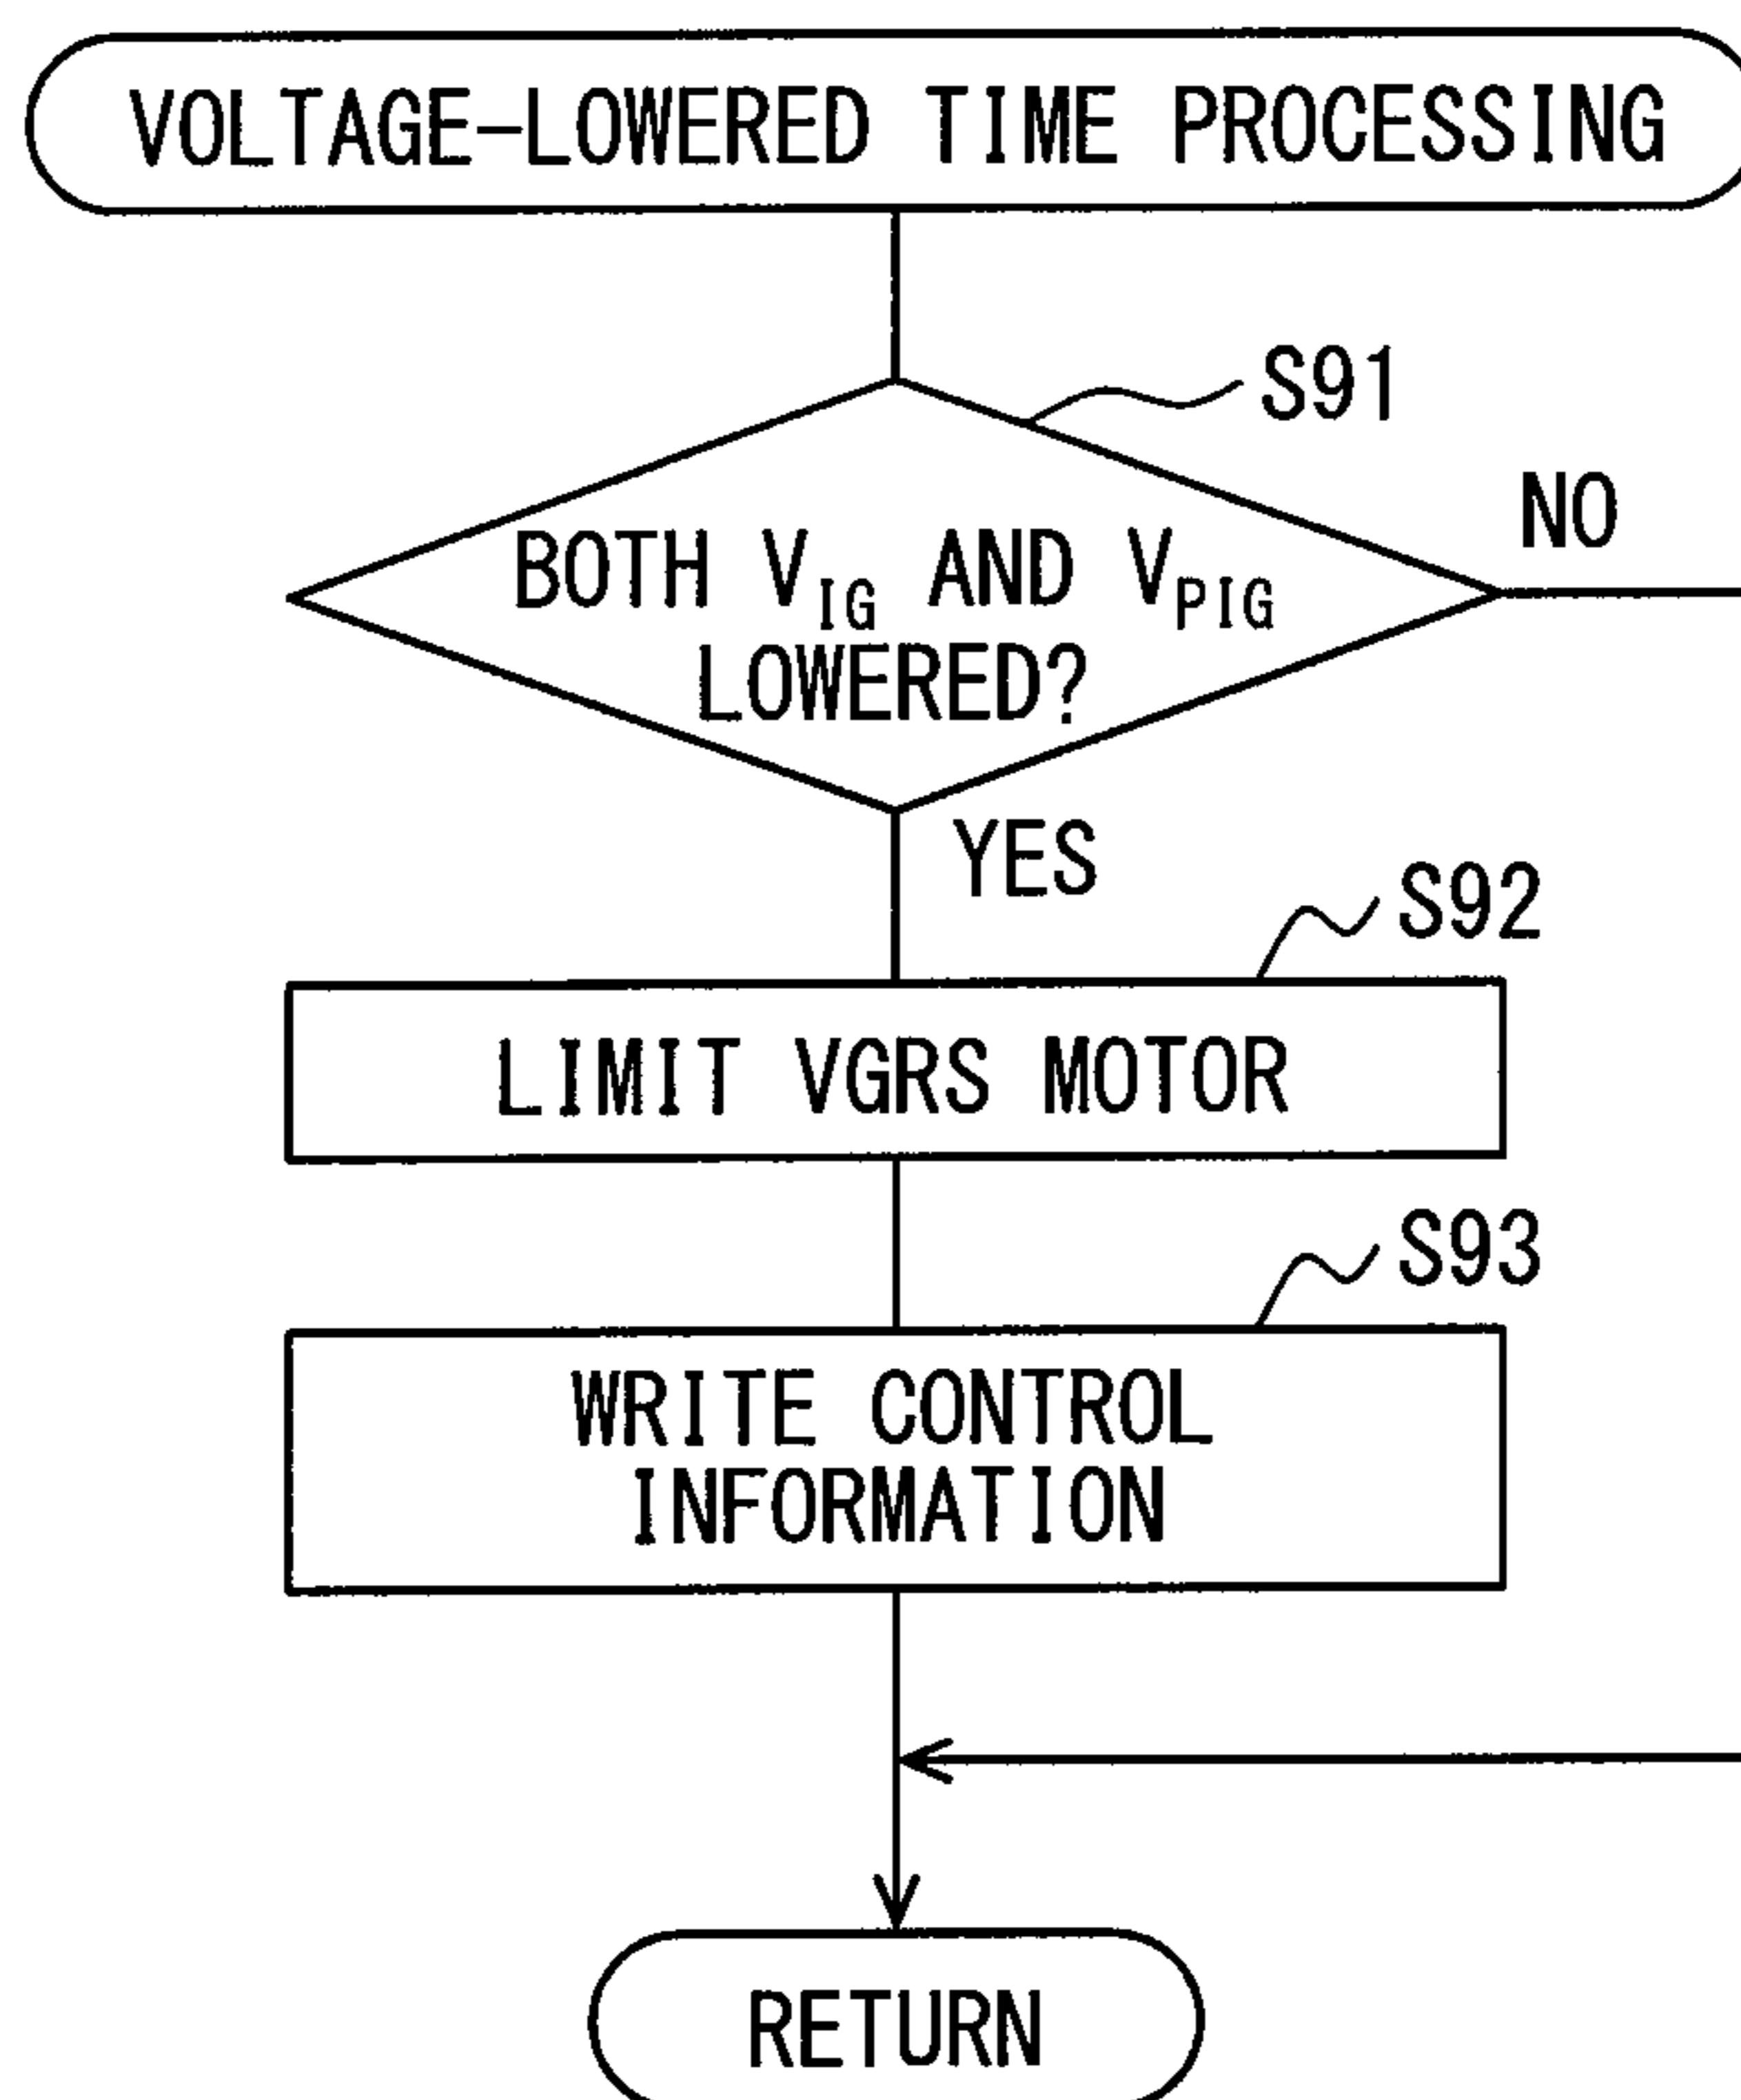 VOLTAGE-LOWERED TIME PROCESSING
S91
NO
BOTH V_IG AND V_PIG
LOWERED?
YES
S92
LIMIT VGRS MOTOR
S93
WRITE CONTROL
INFORMATION
RETURN